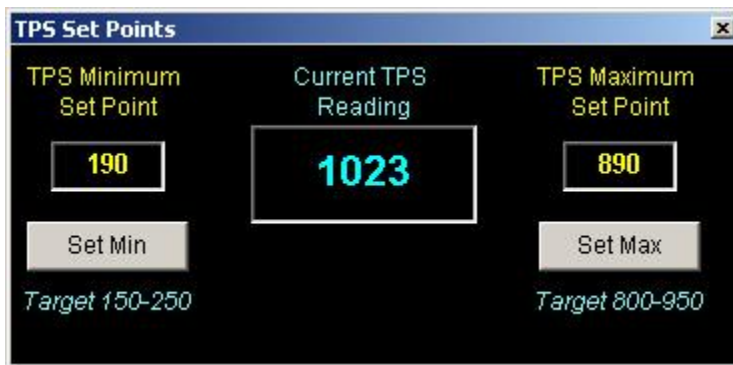 TPS Set Points
TPS Minimum
Set Point
190
Set Min
Target 150-250
Current TPS
Reading
1023
TPS Maximum
Set Point
890
Set Max
Target 800-950